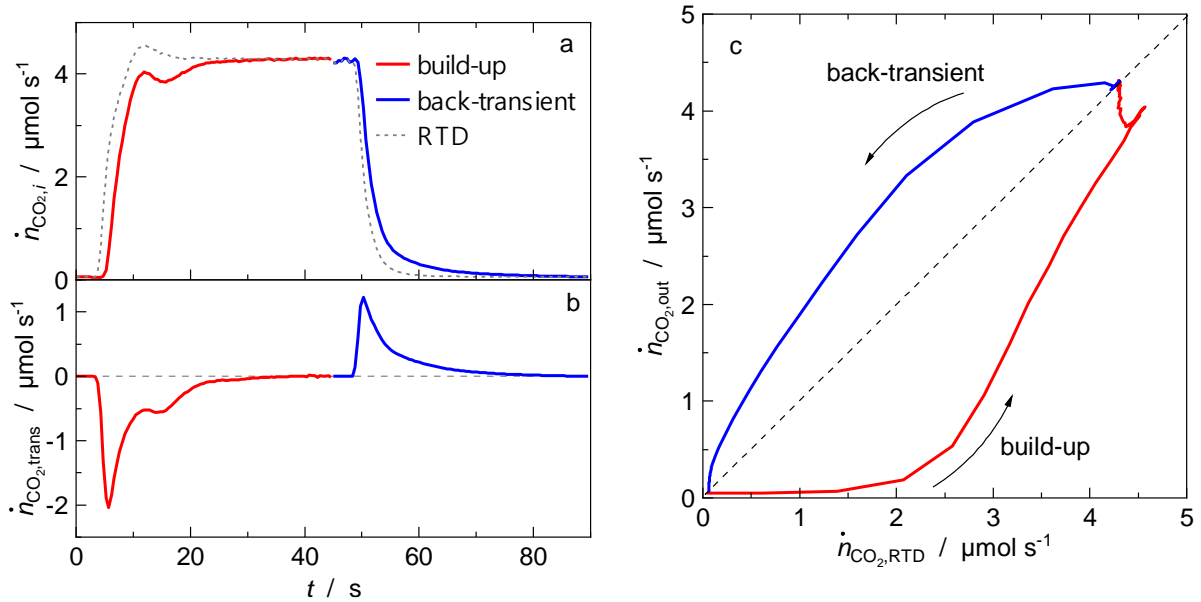 a
4
2
0
ṅCO₂,i / µmol s⁻¹
build-up
back-transient
RTD
b
1
0
-1
-2
ṅCO₂,trans / µmol s⁻¹
0 20 40 60 80
t / s
c
5
4
3
2
1
0
ṅCO₂,out / µmol s⁻¹
back-transient
build-up
0 1 2 3 4 5
ṅCO₂,RTD / µmol s⁻¹